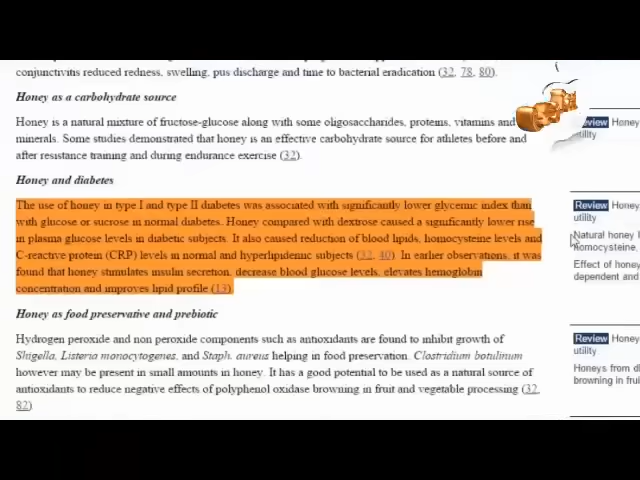 conjunctivitis reduced redness, swelling, pus discharge and time to bacterial eradication (32, 78, 80).
Honey as a carbohydrate source
Honey is a natural mixture of fructose-glucose along with some oligosaccharides, proteins, vitamins and
minerals. Some studies demonstrated that honey is an effective carbohydrate source for athletes before and
after resistance training and during endurance exercise (32).
Honey and diabetes
The use of honey in type I and type II diabetes was associated with significantly lower glycemic index than
with glucose or sucrose in normal diabetes. Honey compared with dextrose caused a significantly lower rise
in plasma glucose levels in diabetic subjects. It also caused reduction of blood lipids, homocysteine levels and
C-reactive protein (CRP) levels in normal and hyperlipidemic subjects (32, 40). In earlier observations, it was
found that honey stimulates insulin secretion, decrease blood glucose levels, elevates hemoglobin
concentration and improves lipid profile (13).
Honey as food preservative and prebiotic
Hydrogen peroxide and non peroxide components such as antioxidants are found to inhibit growth of
Shigella, Listeria monocytogenes, and Staph. aureus helping in food preservation. Clostridium botulinum
however may be present in small amounts in honey. It has a good potential to be used as a natural source of
antioxidants to reduce negative effects of polyphenol oxidase browning in fruit and vegetable processing (32,
82).
Review Honey
utility
Review Honey
utility
Natural honey
homocysteine,
Effect of honey
dependent and
Review Honey
utility
Honeys from di
browning in frui